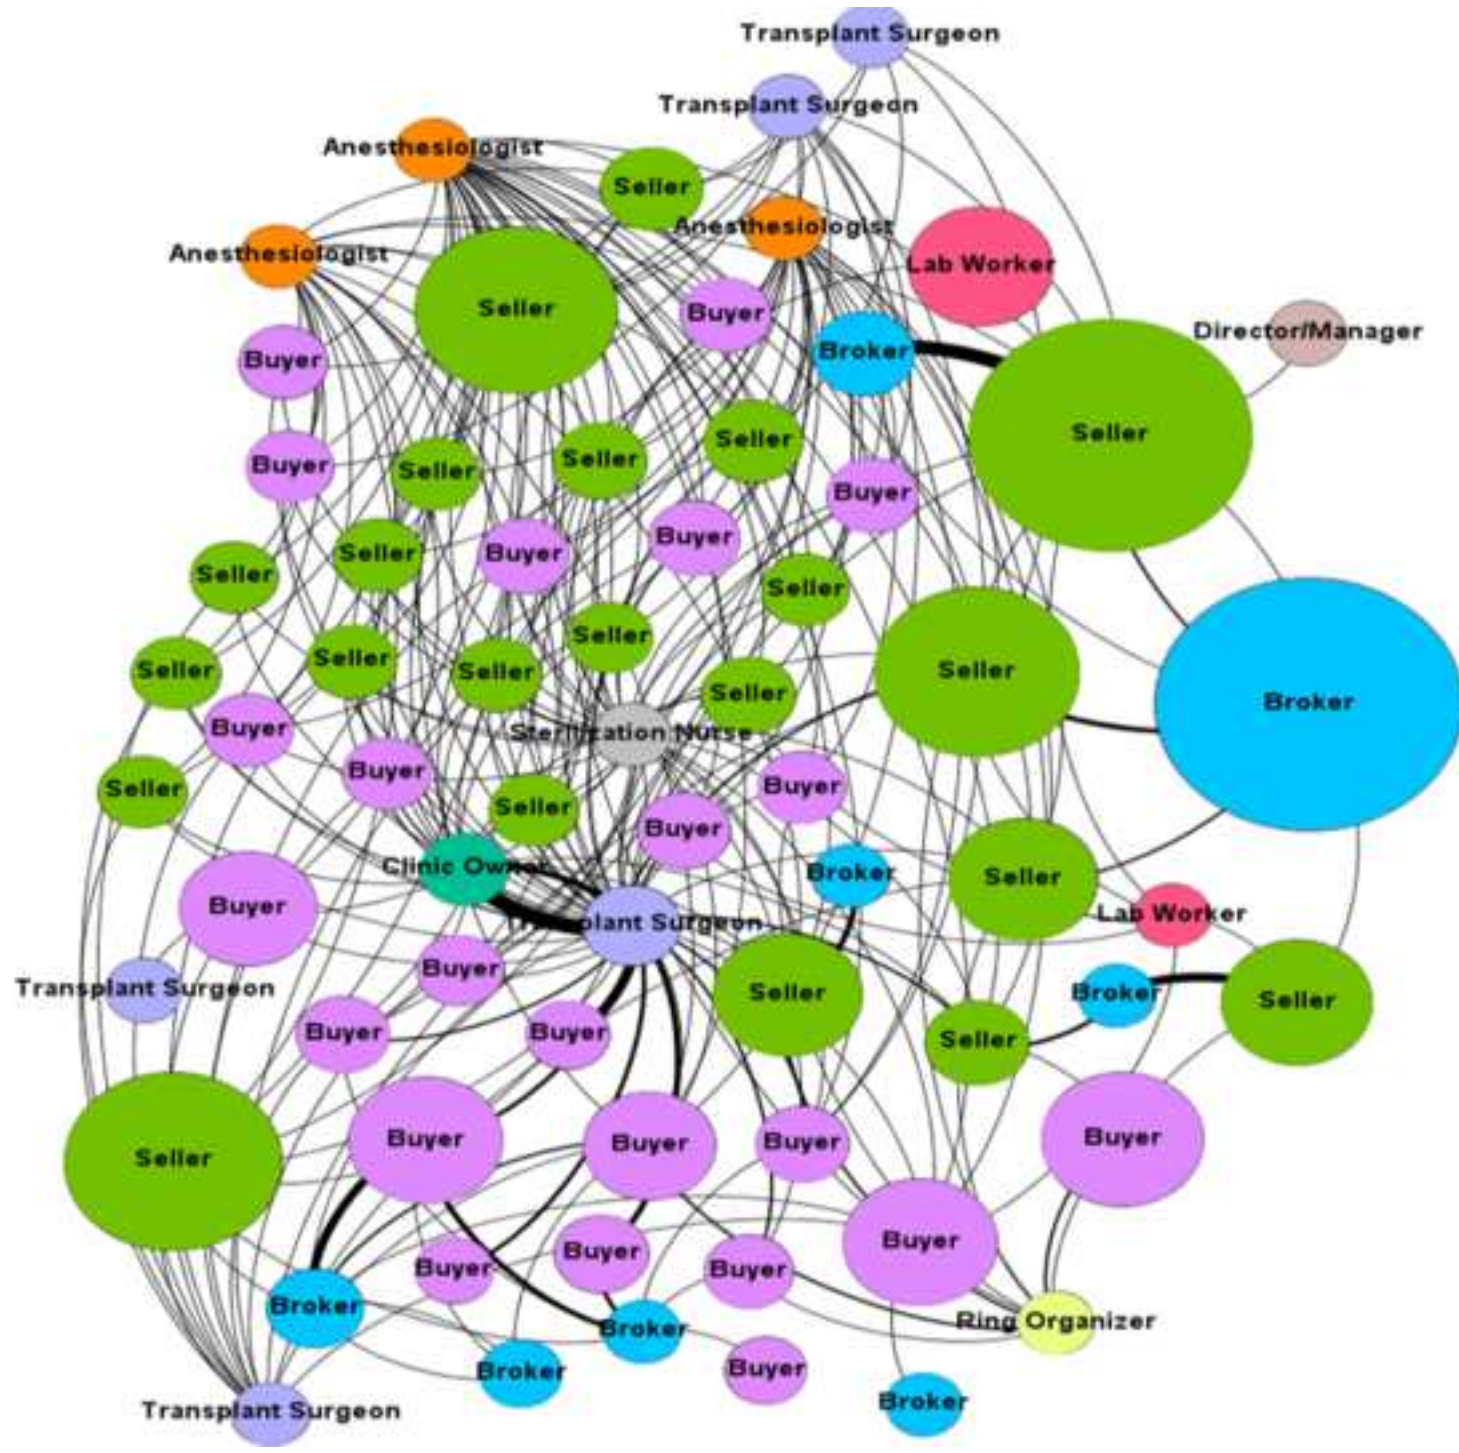 Transplant Surgeon
Transplant Surgeon
Anesthesiologist
Seller
Anesthesiologist
Anesthesiologist
Lab Worker
Seller
Buyer
Director/Manager
Broker
Buyer
Seller
Seller
Seller
Buyer
Seller
Buyer
Buyer
Seller
Buyer
Seller
Seller
Seller
Seller
Seller
Seller
Seller
Seller
Seller
Broker
Buyer
Sterilization Nurse
Buyer
Buyer
Seller
Seller
Buyer
Clinic Owner
Broker
Seller
Buyer
Lab Worker
Transplant Surgeon
Buyer
Transplant Surgeon
Seller
Broker
Seller
Buyer
Buyer
Seller
Buyer
Buyer
Buyer
Buyer
Seller
Buyer
Buyer
Buyer
Buyer
Broker
Ring Organizer
Broker
Buyer
Broker
Broker
Transplant Surgeon